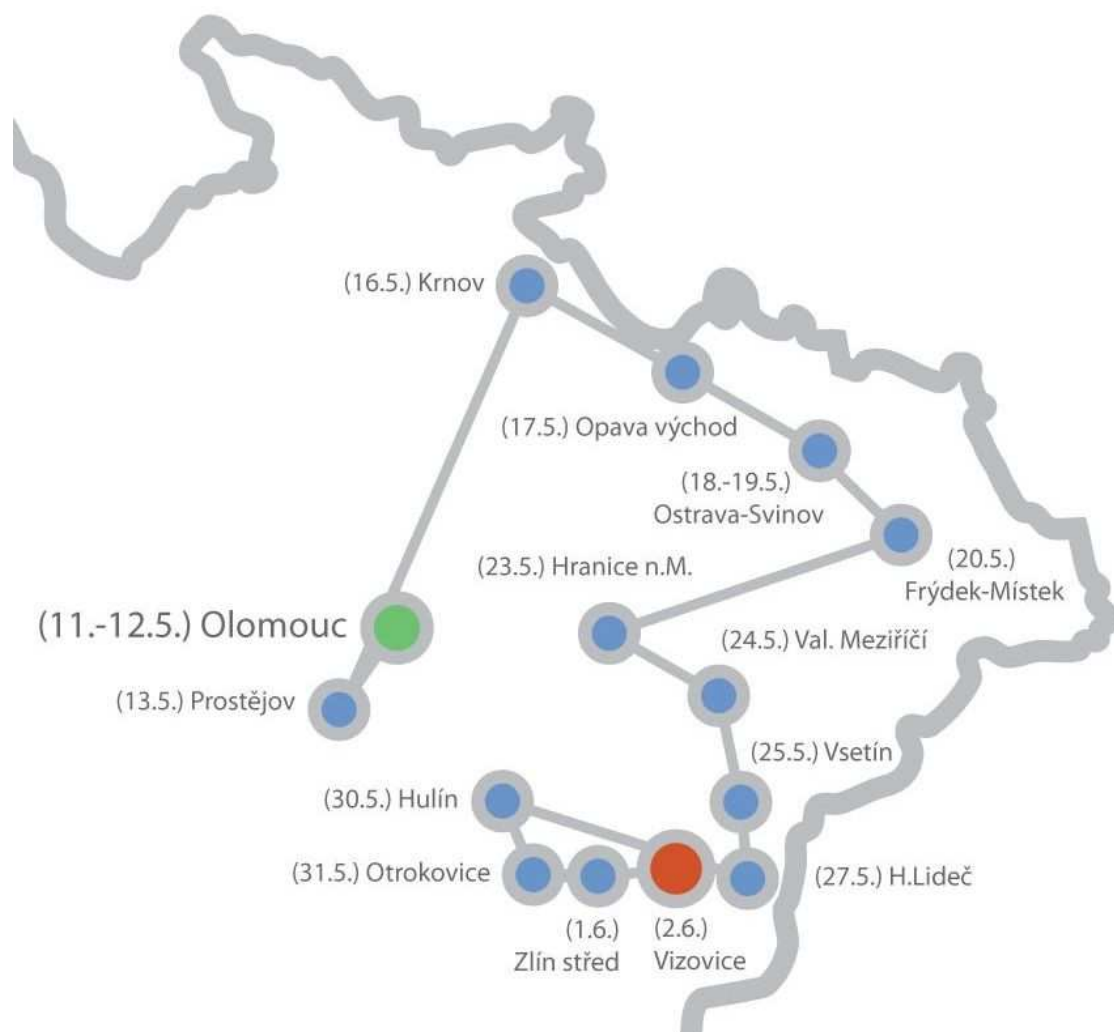 (16.5.) Krnov
(17.5.) Opava východ
(18.-19.5.)
Ostrava-Svinov
(20.5.)
Frýdek-Místek
(23.5.) Hranice n.M.
(11.-12.5.) Olomouc
(24.5.) Val. Meziříčí
(13.5.) Prostějov
(25.5.) Vsetín
(30.5.) Hulín
(31.5.) Otrokovice
(27.5.) H.Lideč
(1.6.)
Zlín střed
(2.6.)
Vizovice